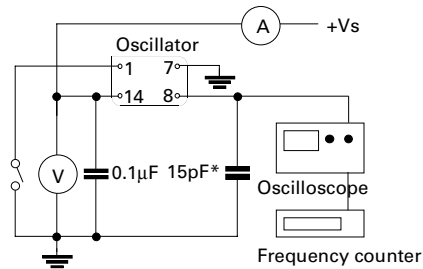 A
+Vs
Oscillator
1 7
14 8
V
0.1μF 15pF*
Oscilloscope
Frequency counter